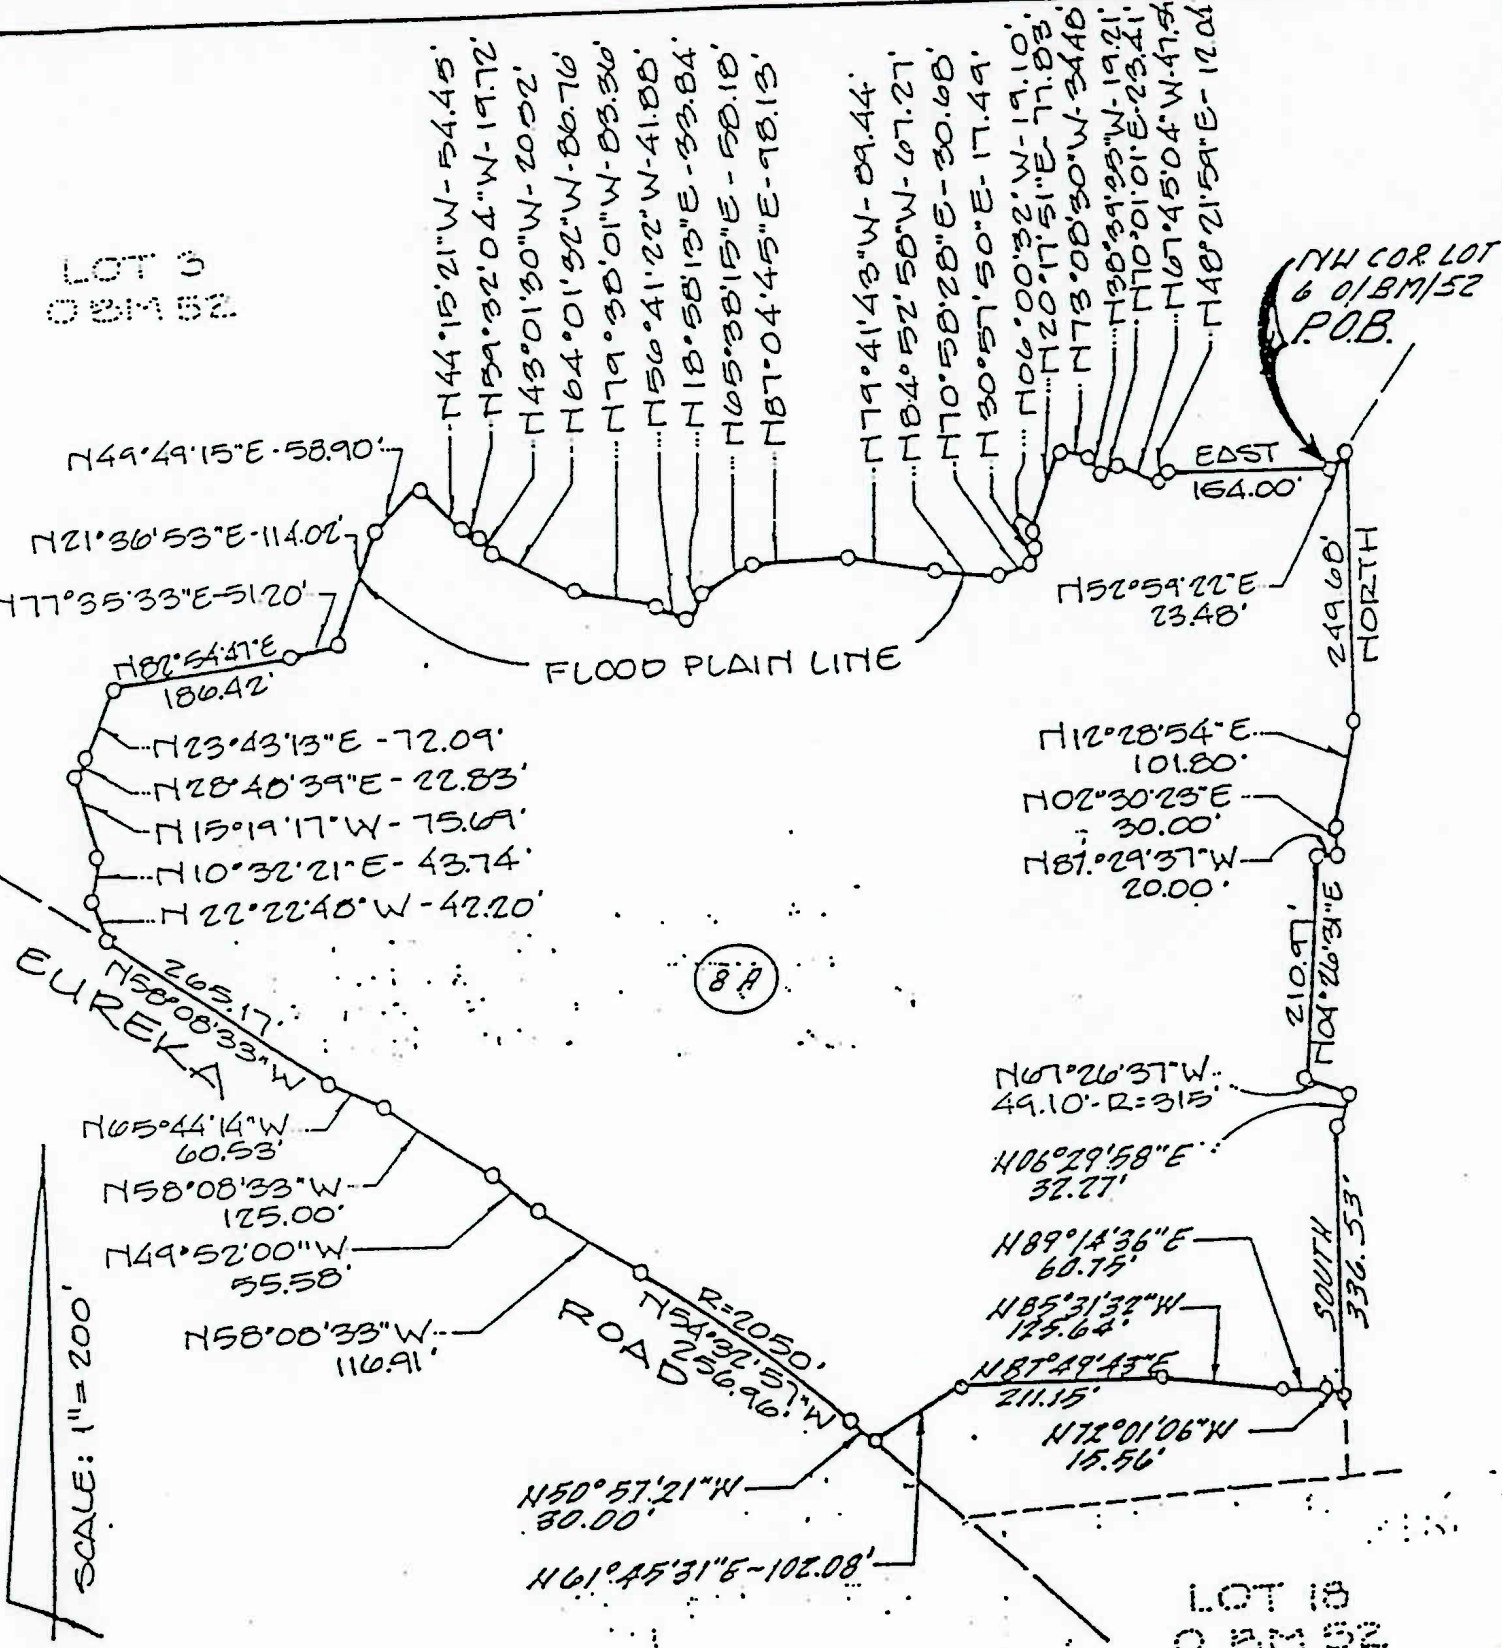 N44°15'21"W-54.45'
N39°32'04"W-19.72'
N43°01'30"W-20.52'
N64°01'32"W-86.76'
N79°38'01"W-83.36'
N56°41'22"W-41.88'
N18°58'13"E-33.84'
N65°38'15"E-58.18'
N87°04'45"E-98.13'
N79°41'43"W-89.44'
N84°52'50"W-67.27'
N70°58'28"E-30.68'
N30°57'50"E-17.49'
N06°00'32"W-19.10'
N20°17'51"E-77.83'
N73°08'30"W-34.48'
N38°39'35"W-19.21'
N70°01'01"E-23.41'
N67°45'04"W-47.54
N48°21'59"E-12.04
LOT 3
O BM 52
NW COR LOT
6 O/BM/52
P.O.B.
N49°49'15"E-58.90'
N21°36'53"E-114.02'
N77°35'33"E-51.20'
N82°54'47"E
186.42'
EAST
164.00'
N52°59'22"E
23.48'
249.68'
NORTH
FLOOD PLAIN LINE
N23°43'13"E-72.09'
N28°48'39"E-22.83'
N15°19'17"W-75.69'
N10°32'21"E-43.74'
N22°22'48"W-42.20'
N12°28'54"E
101.80'
N02°30'23"E
30.00'
N87°29'37"W
20.00'
210.97'
N04°26'31"E
8A
EUREKA
265.17'
N58°08'33"W
N65°44'14"W
60.53'
N58°08'33"W
125.00'
N49°52'00"W
55.58'
N58°08'33"W
116.91'
N67°26'37"W
49.10'-R=315'
N06°29'58"E
32.27'
N89°14'36"E
60.75'
N85°31'32"W
125.64'
N87°49'43"E
211.15'
N72°01'06"W
15.56'
SOUTH
336.53'
ROAD
R=2050'
N54°32'57"W
256.96'
N50°57'21"W
30.00'
N61°45'31"E-102.08'
SCALE: 1"=200'
LOT 18
O BM 52